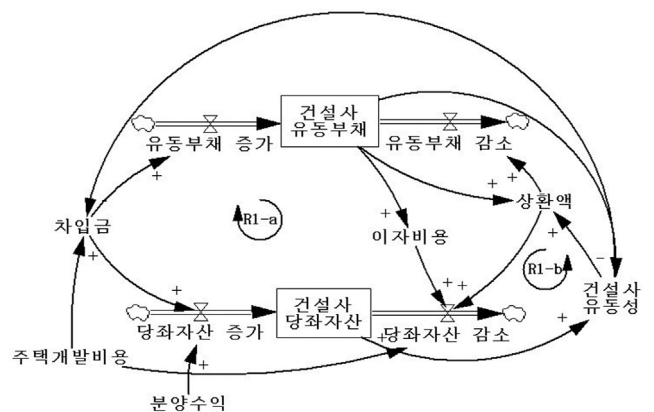 건설사
유동부채
유동부채 증가
유동부채 감소
+
+
+
상환액
R1-a
+
이자비용
+
차입금
+
R1-b
-
건설사
유동성
+
+
+
건설사
당좌자산
당좌자산 증가
당좌자산 감소
+
+
주택개발비용
+
분양수익